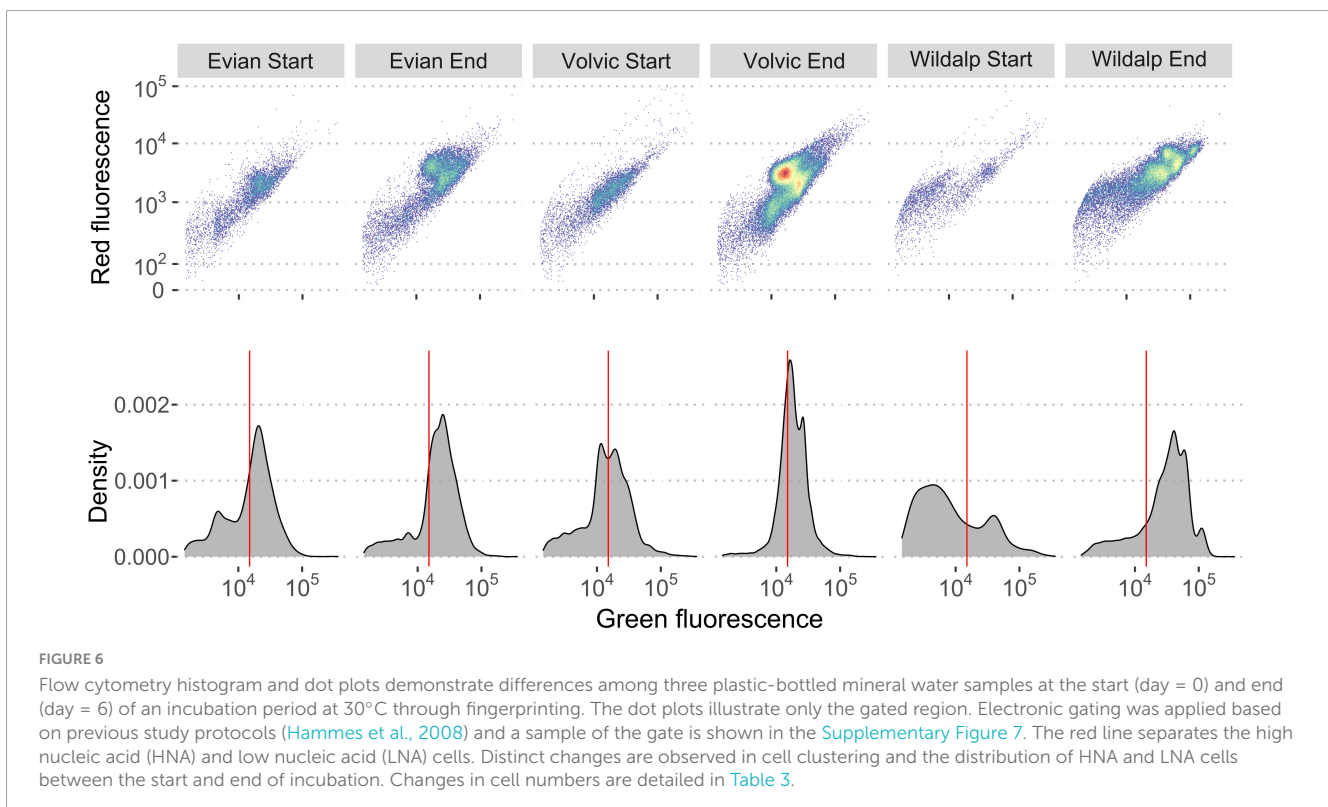 Evian Start Evian End Volvic Start Volvic End Wildalp Start Wildalp End
Red fluorescence
10⁵
10⁴
10³
10²
0
Density
0.002
0.001
0.000
10⁴ 10⁵ 10⁴ 10⁵ 10⁴ 10⁵ 10⁴ 10⁵ 10⁴ 10⁵ 10⁴ 10⁵
Green fluorescence
FIGURE 6
Flow cytometry histogram and dot plots demonstrate differences among three plastic-bottled mineral water samples at the start (day = 0) and end
(day = 6) of an incubation period at 30°C through fingerprinting. The dot plots illustrate only the gated region. Electronic gating was applied based
on previous study protocols (Hammes et al., 2008) and a sample of the gate is shown in the Supplementary Figure 7. The red line separates the high
nucleic acid (HNA) and low nucleic acid (LNA) cells. Distinct changes are observed in cell clustering and the distribution of HNA and LNA cells
between the start and end of incubation. Changes in cell numbers are detailed in Table 3.